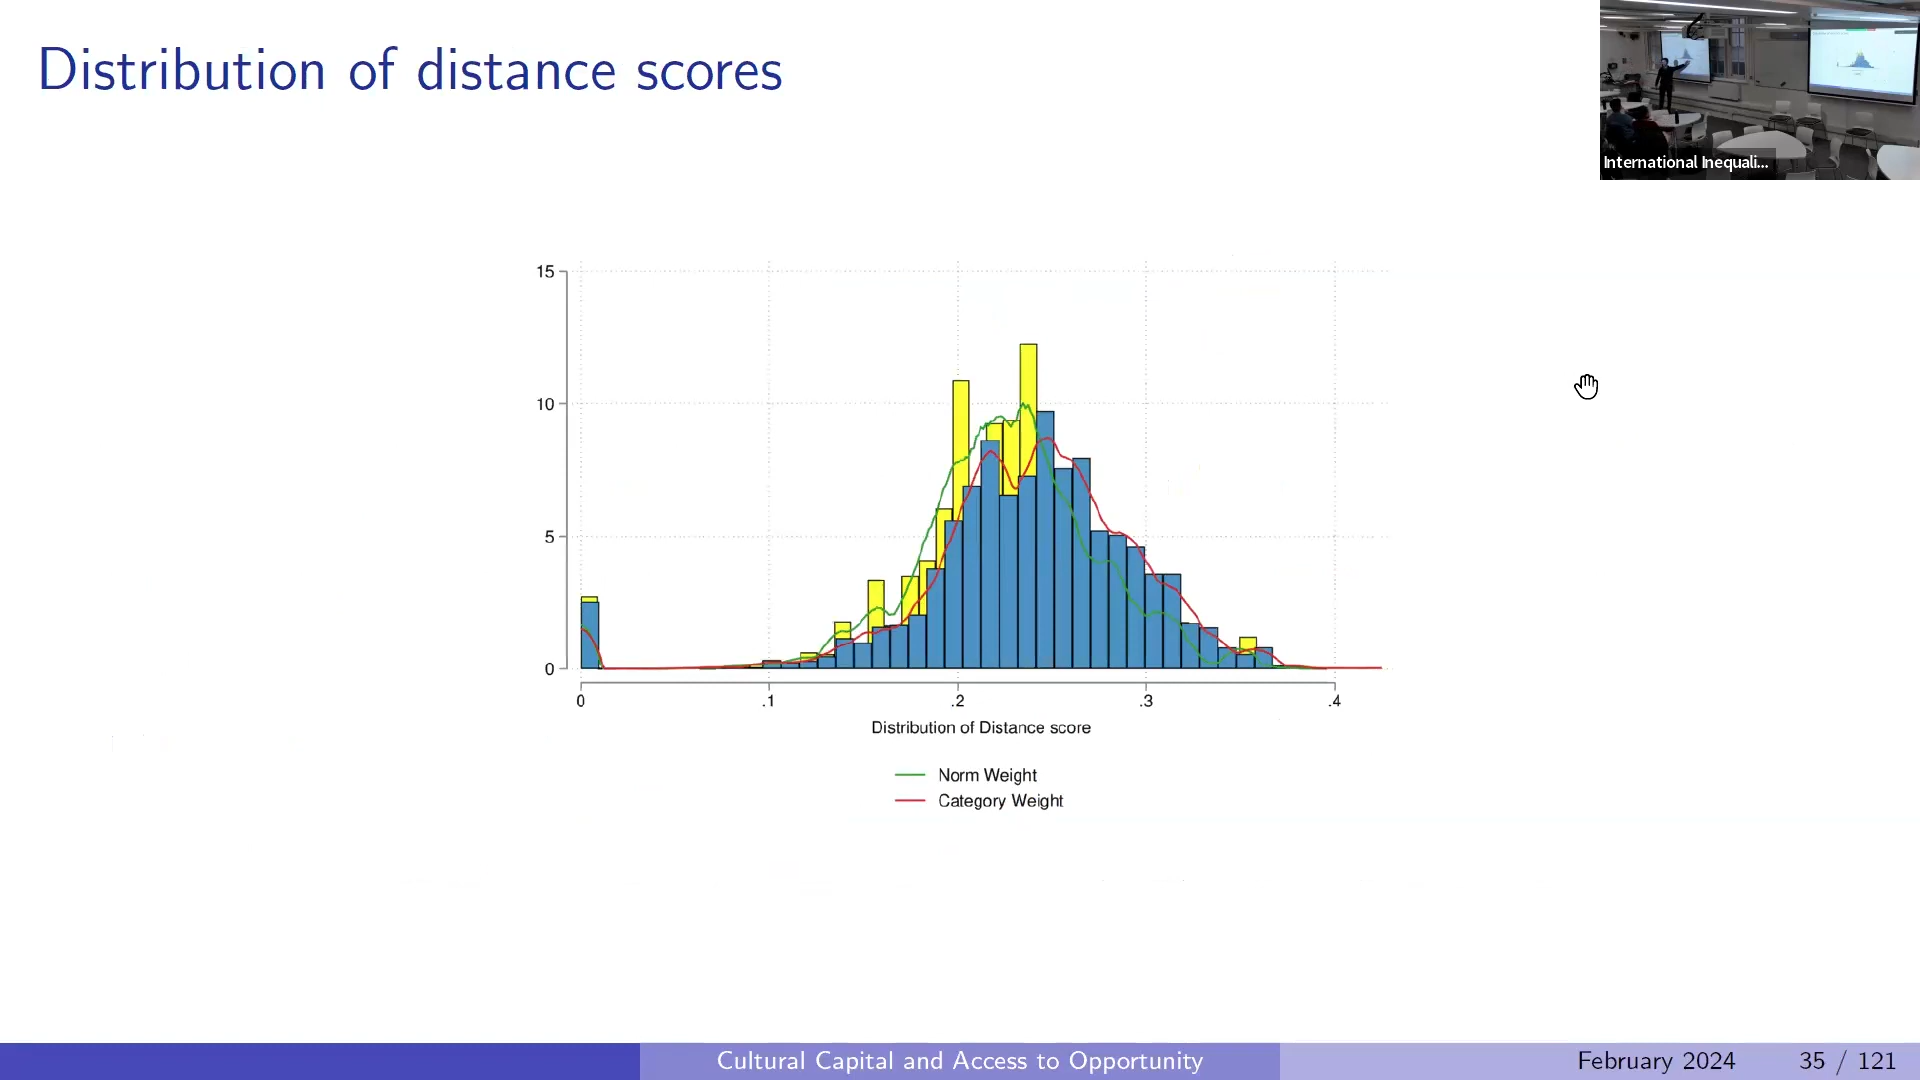 Distribution of distance scores
International Inequali...
15
10
5
0
0 .1 .2 .3 .4
Distribution of Distance score
Norm Weight
Category Weight
Cultural Capital and Access to Opportunity
February 2024 35 / 121